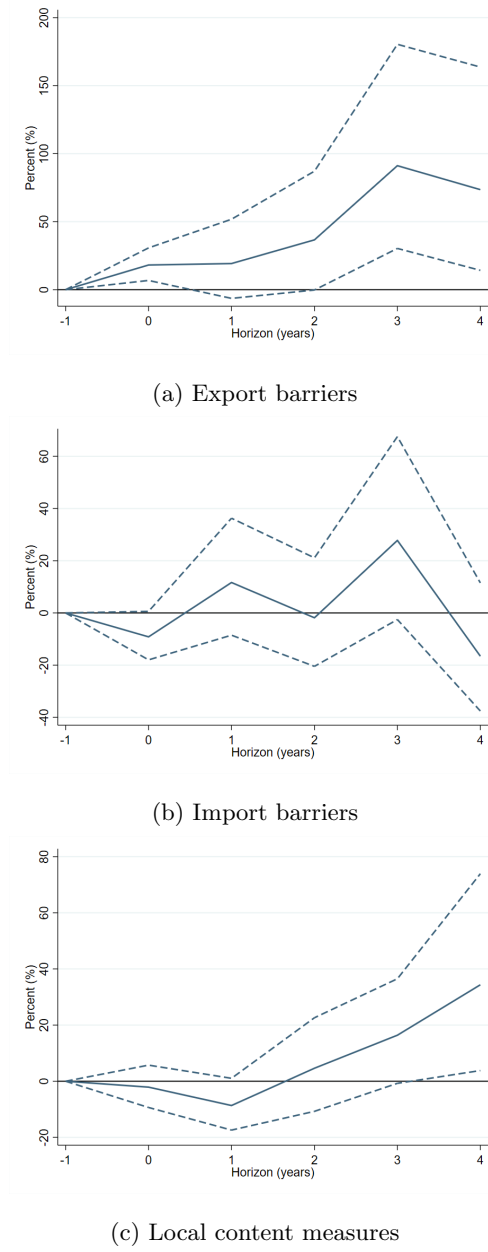 200
150
100
50
0
Percent (%)
-1 0 1 2 3 4
Horizon (years)
(a) Export barriers
60
40
20
0
-20
-40
Percent (%)
-1 0 1 2 3 4
Horizon (years)
(b) Import barriers
80
60
40
20
0
-20
Percent (%)
-1 0 1 2 3 4
Horizon (years)
(c) Local content measures